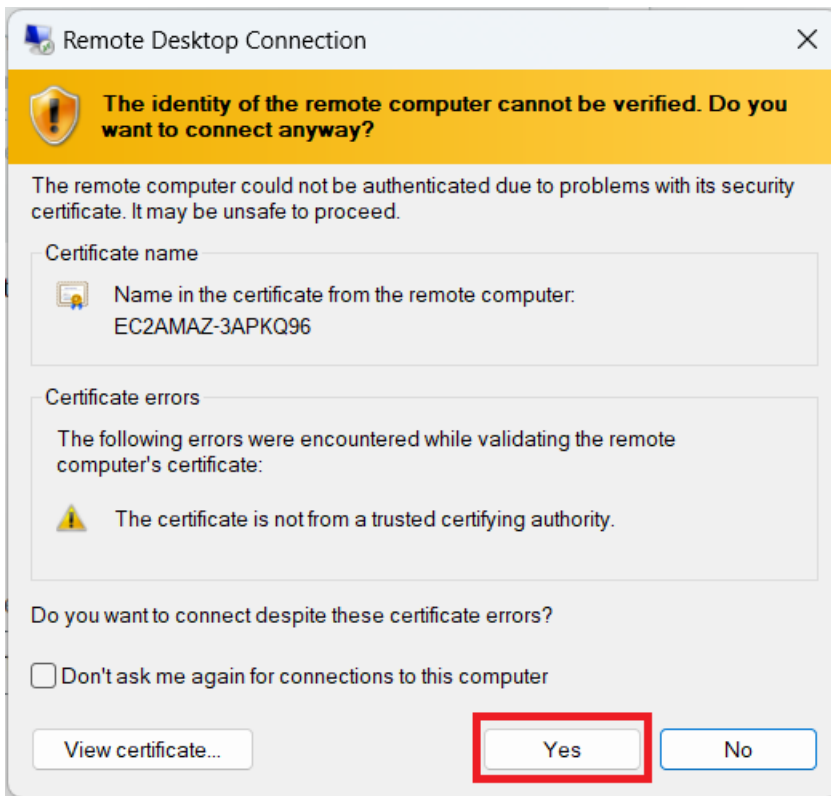 Remote Desktop Connection
The identity of the remote computer cannot be verified. Do you
want to connect anyway?
The remote computer could not be authenticated due to problems with its security
certificate. It may be unsafe to proceed.
Certificate name
Name in the certificate from the remote computer:
EC2AMAZ-3APKQ96
Certificate errors
The following errors were encountered while validating the remote
computer's certificate:
The certificate is not from a trusted certifying authority.
Do you want to connect despite these certificate errors?
Don't ask me again for connections to this computer
View certificate...
Yes
No